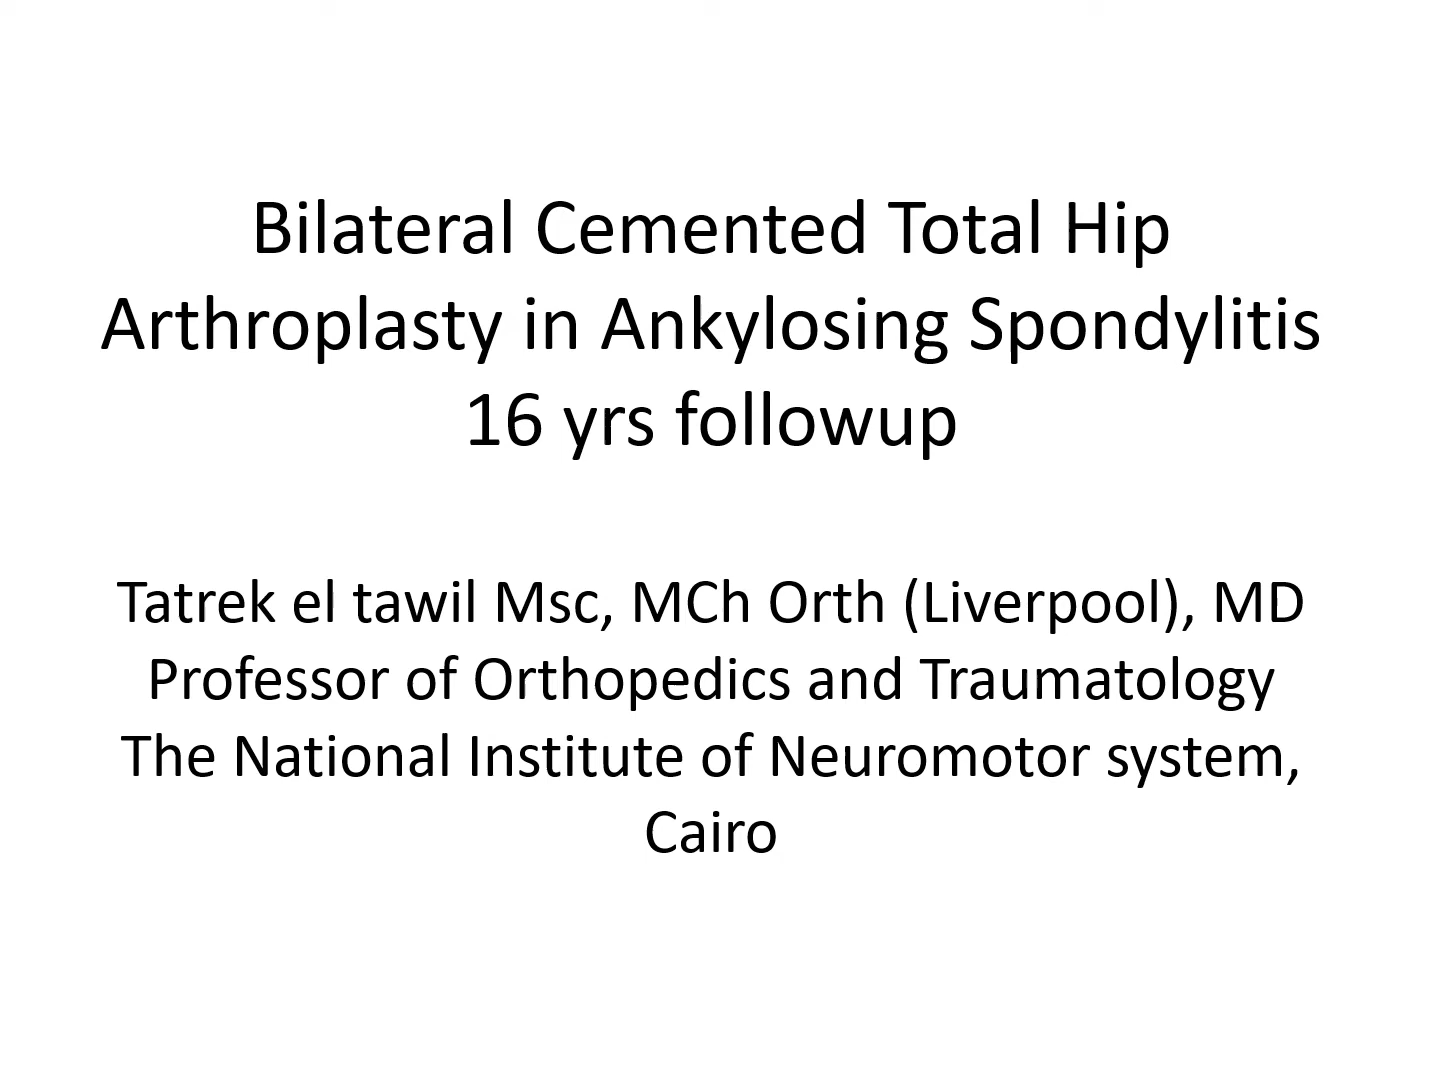 Bilateral Cemented Total Hip
Arthroplasty in Ankylosing Spondylitis
16 yrs followup
Tatrek el tawil Msc, MCh Orth (Liverpool), MD
Professor of Orthopedics and Traumatology
The National Institute of Neuromotor system,
Cairo